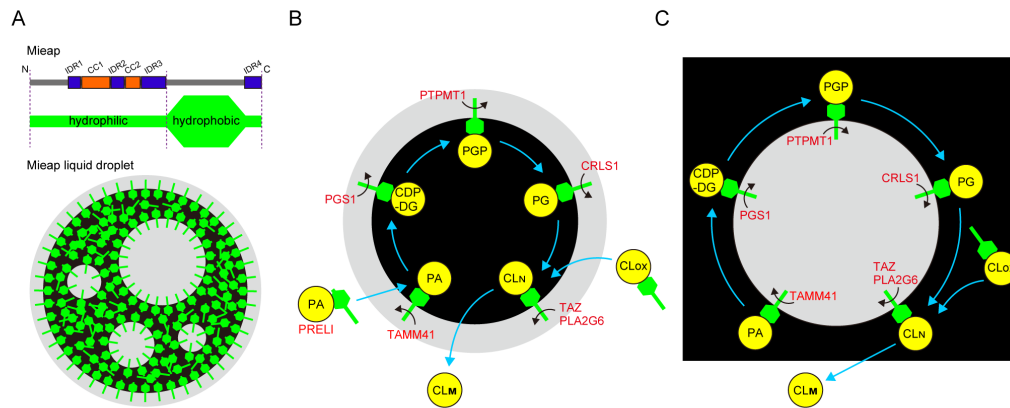 A
Mieap
N
IDR1
CC1
IDR2
CC2
IDR3
IDR4
C
hydrophilic
hydrophobic
Mieap liquid droplet
B
PTPMT1
PGP
CRLS1
PGS1
CDP
-DG
PG
PA
CLN
CLox
PA
PRELI
TAMM41
TAZ
PLA2G6
CLM
C
PGP
PTPMT1
CDP
-DG
CRLS1
PG
PGS1
TAZ
PLA2G6
CLox
TAMM41
PA
CLN
CLM